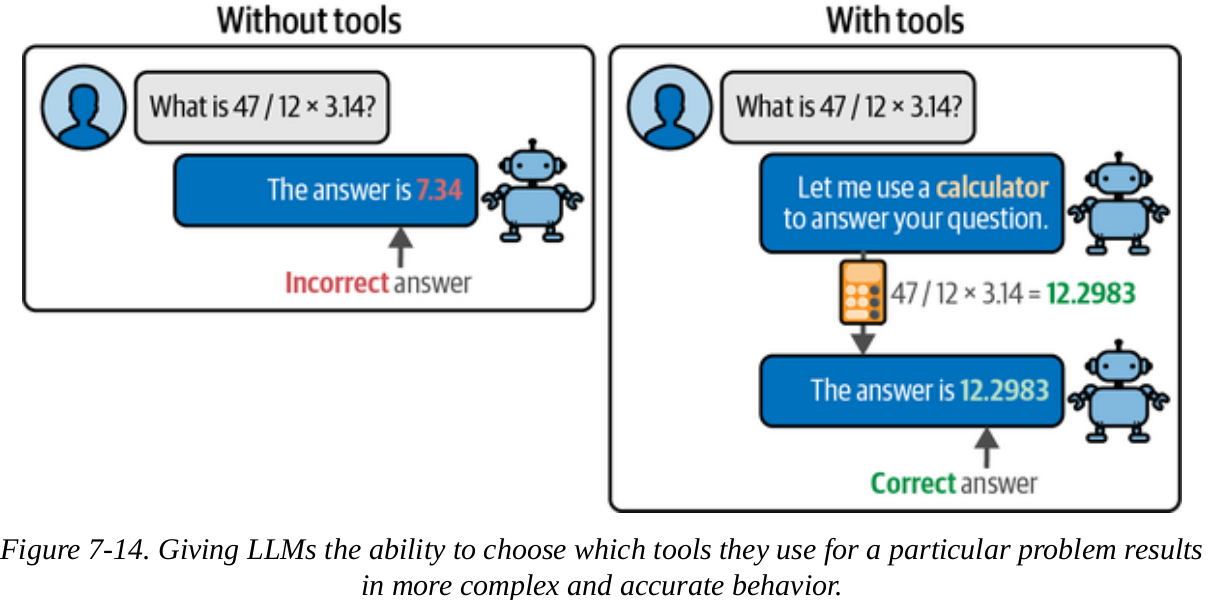 Without tools
What is 47 / 12 × 3.14?
The answer is 7.34
Incorrect answer
With tools
What is 47 / 12 × 3.14?
Let me use a calculator
to answer your question.
47 / 12 × 3.14 = 12.2983
The answer is 12.2983
Correct answer
Figure 7-14. Giving LLMs the ability to choose which tools they use for a particular problem results
in more complex and accurate behavior.